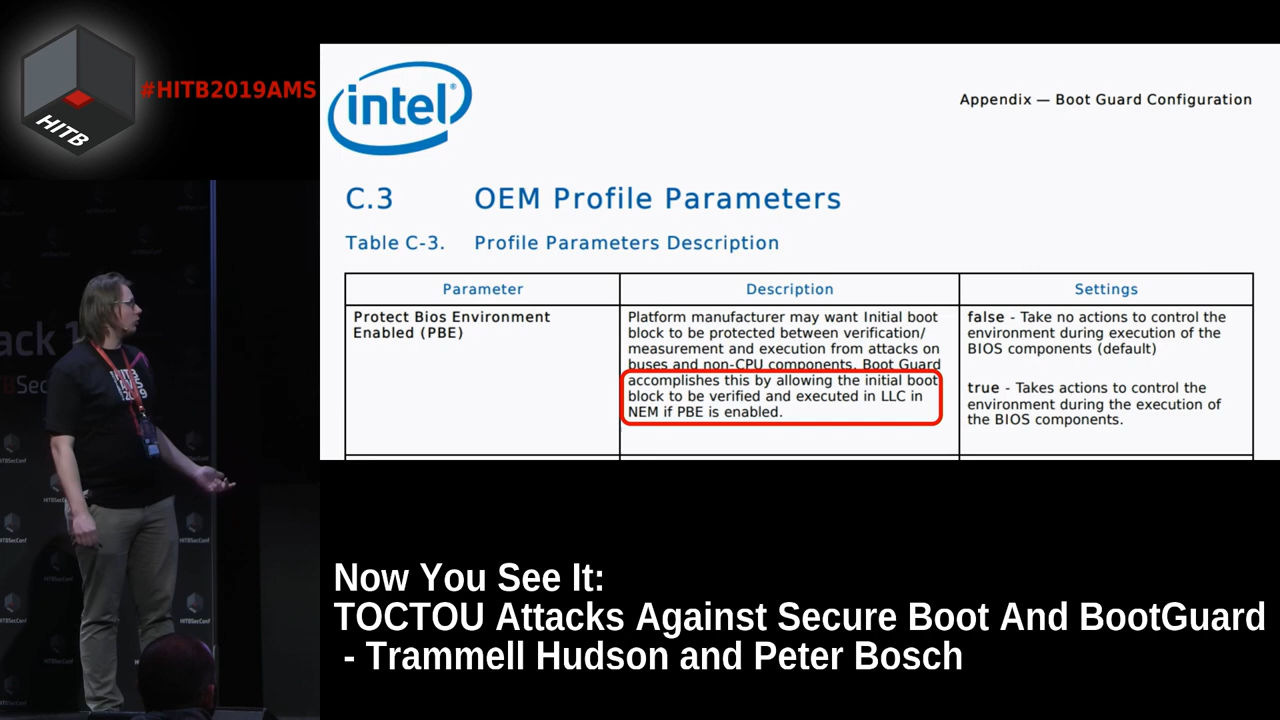 #HITB2019AMS
HITB
intel
Appendix — Boot Guard Configuration
C.3 OEM Profile Parameters
Table C-3. Profile Parameters Description
Parameter
Description
Settings
Protect Bios Environment
Enabled (PBE)
Platform manufacturer may want Initial boot
block to be protected between verification/
measurement and execution from attacks on
buses and non-CPU components. Boot Guard
accomplishes this by allowing the initial boot
block to be verified and executed in LLC in
NEM if PBE is enabled.
false - Take no actions to control the
environment during execution of the
BIOS components (default)
true - Takes actions to control the
environment during the execution of
the BIOS components.
ack 1
HITBSecConf
HITBSecConf
HITBSecConf
Now You See It:
TOCTOU Attacks Against Secure Boot And BootGuard
- Trammell Hudson and Peter Bosch